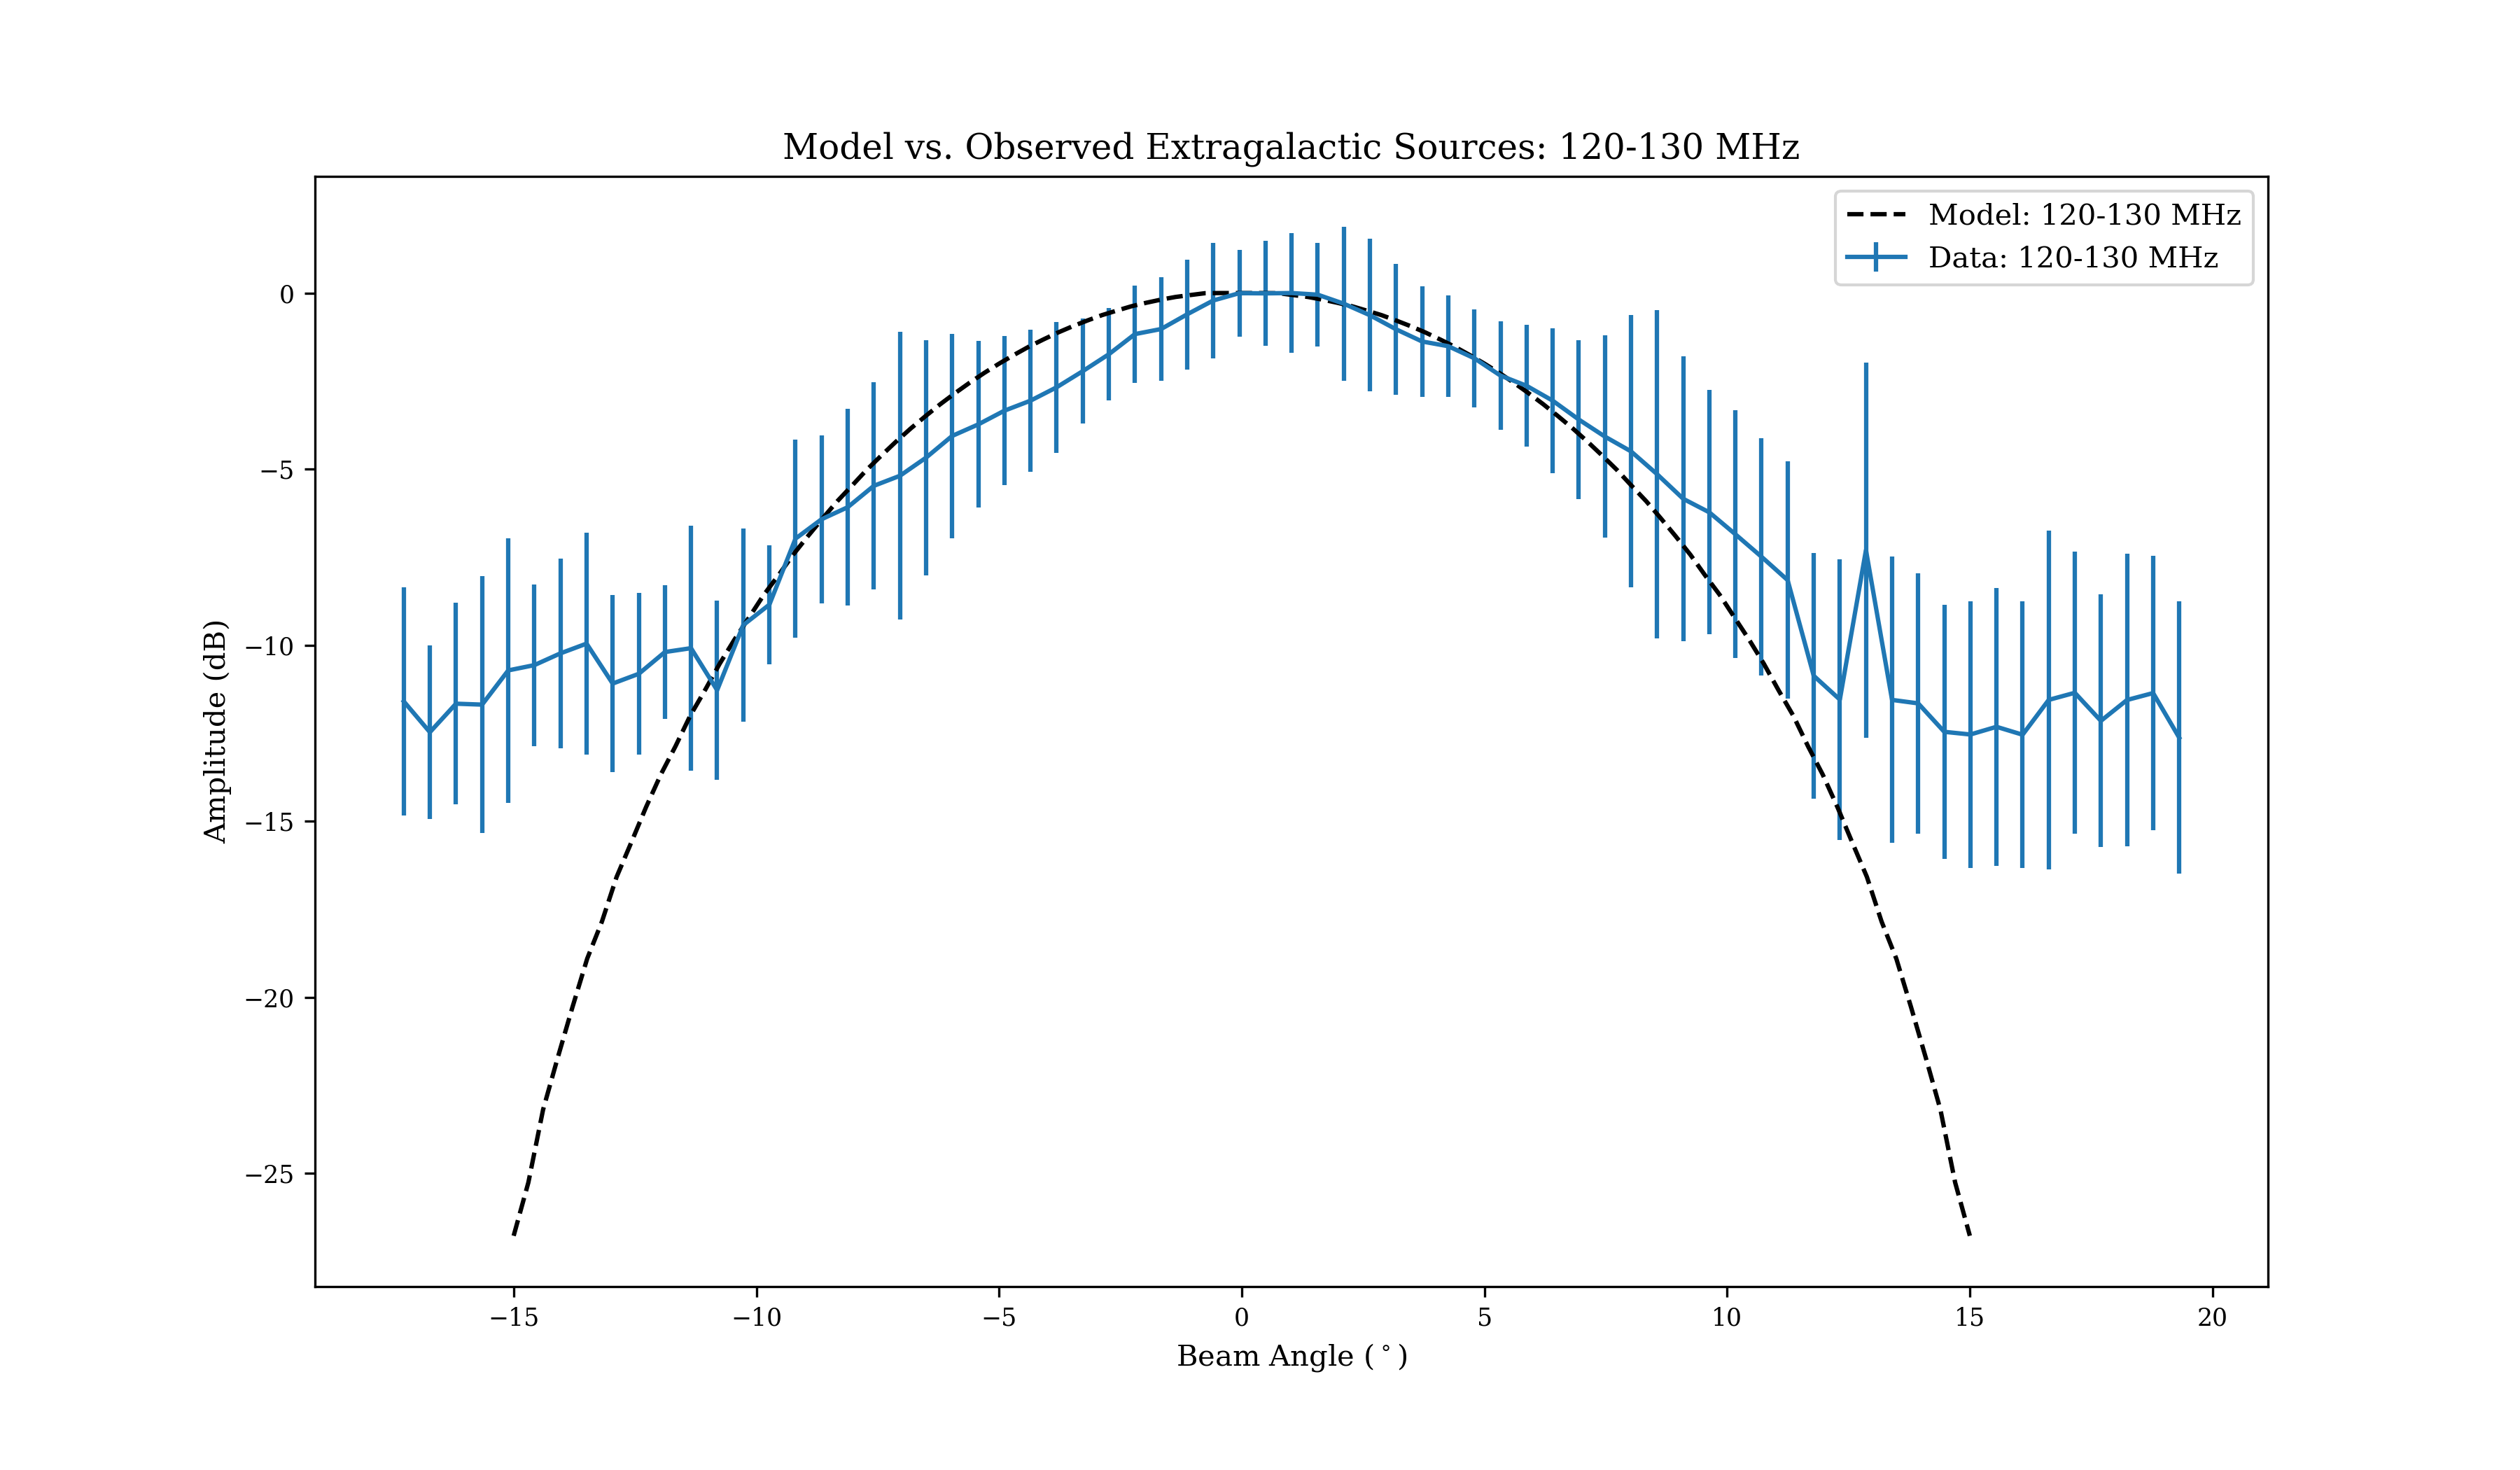 Model vs. Observed Extragalactic Sources: 120-130 MHz
Model: 120-130 MHz
Data: 120-130 MHz
0
−5
−10
−15
−20
−25
Amplitude (dB)
−15
−10
−5
0
5
10
15
20
Beam Angle (°)